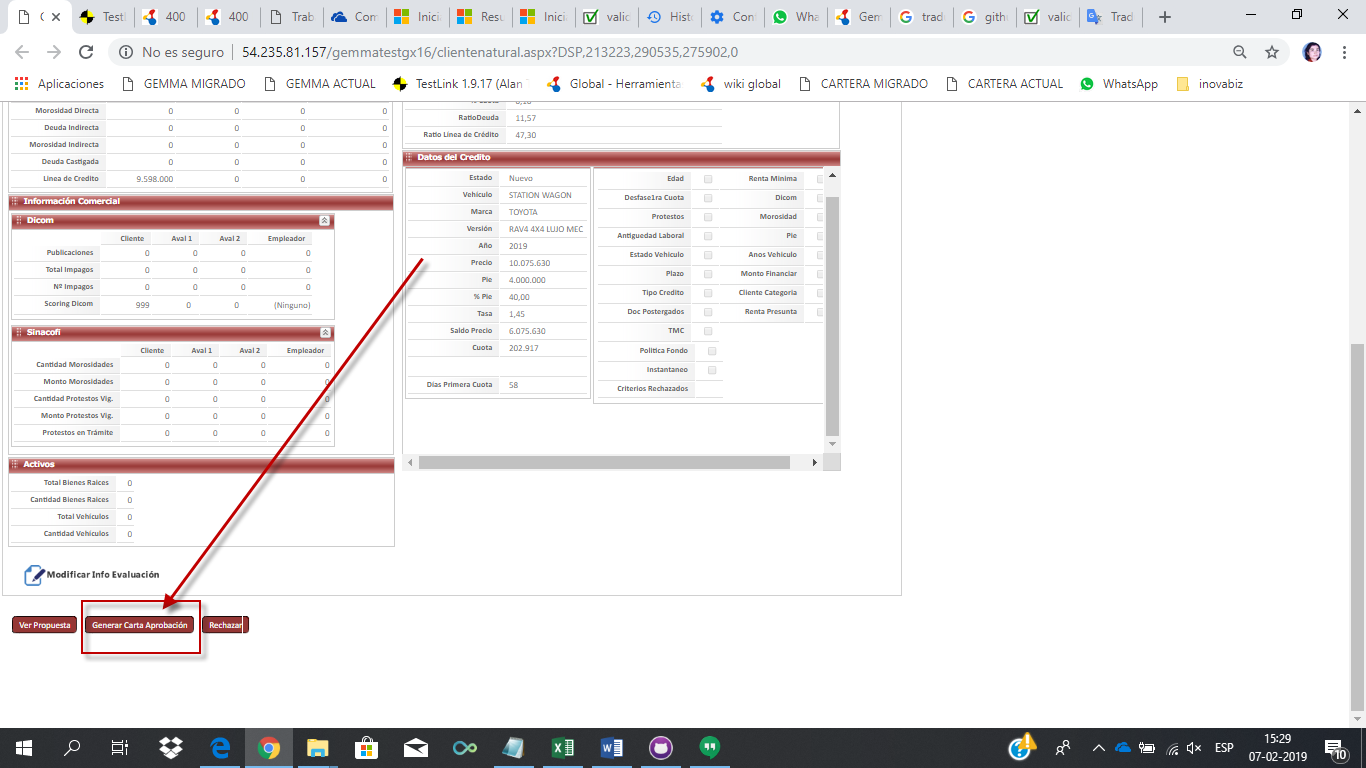 C
TestL
400
400
Trab
Con
Inicia
Resu
Inicia
valid
Histo
Conf
Wha
Gem
trad
gith
valid
Trad
No es seguro | 54.235.81.157/gemmatestgx16/clientenatural.aspx?DSP,213223,290535,275902,0
Aplicaciones GEMMA MIGRADO GEMMA ACTUAL TestLink 1.9.17 (Alan Global - Herramienta wiki global CARTERA MIGRADO CARTERA ACTUAL WhatsApp inovabiz
Morosidad Directa 0 0 0 0
Deuda Indirecta 0 0 0 0
Morosidad Indirecta 0 0 0 0
Deuda Castigada 0 0 0 0
Linea de Credito 9.598.000 0 0 0
RatioDeuda 11,57
Ratio Línea de Crédito 47,30
Información Comercial
Dicom
Cliente Aval 1 Aval 2 Empleador
Publicaciones 0 0 0 0
Total Impagos 0 0 0 0
Nº Impagos 0 0 0 0
Scoring Dicom 999 0 0 (Ninguno)
Sinacofi
Cliente Aval 1 Aval 2 Empleador
Cantidad Morosidades 0 0 0 0
Monto Morosidades 0 0 0 0
Cantidad Protestos Vig. 0 0 0 0
Monto Protestos Vig. 0 0 0 0
Protestos en Trámite 0 0 0 0
Activos
Total Bienes Raices 0
Cantidad Bienes Raices 0
Total Vehículos 0
Cantidad Vehículos 0
Datos del Credito
Estado Nuevo
Vehículo STATION WAGON
Marca TOYOTA
Versión RAV4 4X4 LUJO MEC
Año 2019
Precio 10.075.630
Pie 4.000.000
% Pie 40,00
Tasa 1,45
Saldo Precio 6.075.630
Cuota 202.917
Días Primera Cuota 58
Edad Renta Minima
Desfase1ra Cuota Dicom
Protestos Morosidad
Antiguedad Laboral Pie
Estado Vehiculo Anos Vehiculo
Plazo Monto Financiar
Tipo Credito Cliente Categoria
Doc Postergados Renta Presunta
TMC
Politica Fondo
Instantaneo
Criterios Rechazados
Modificar Info Evaluación
Ver Propuesta Generar Carta Aprobación Rechazar
ESP
15:29
07-02-2019
10